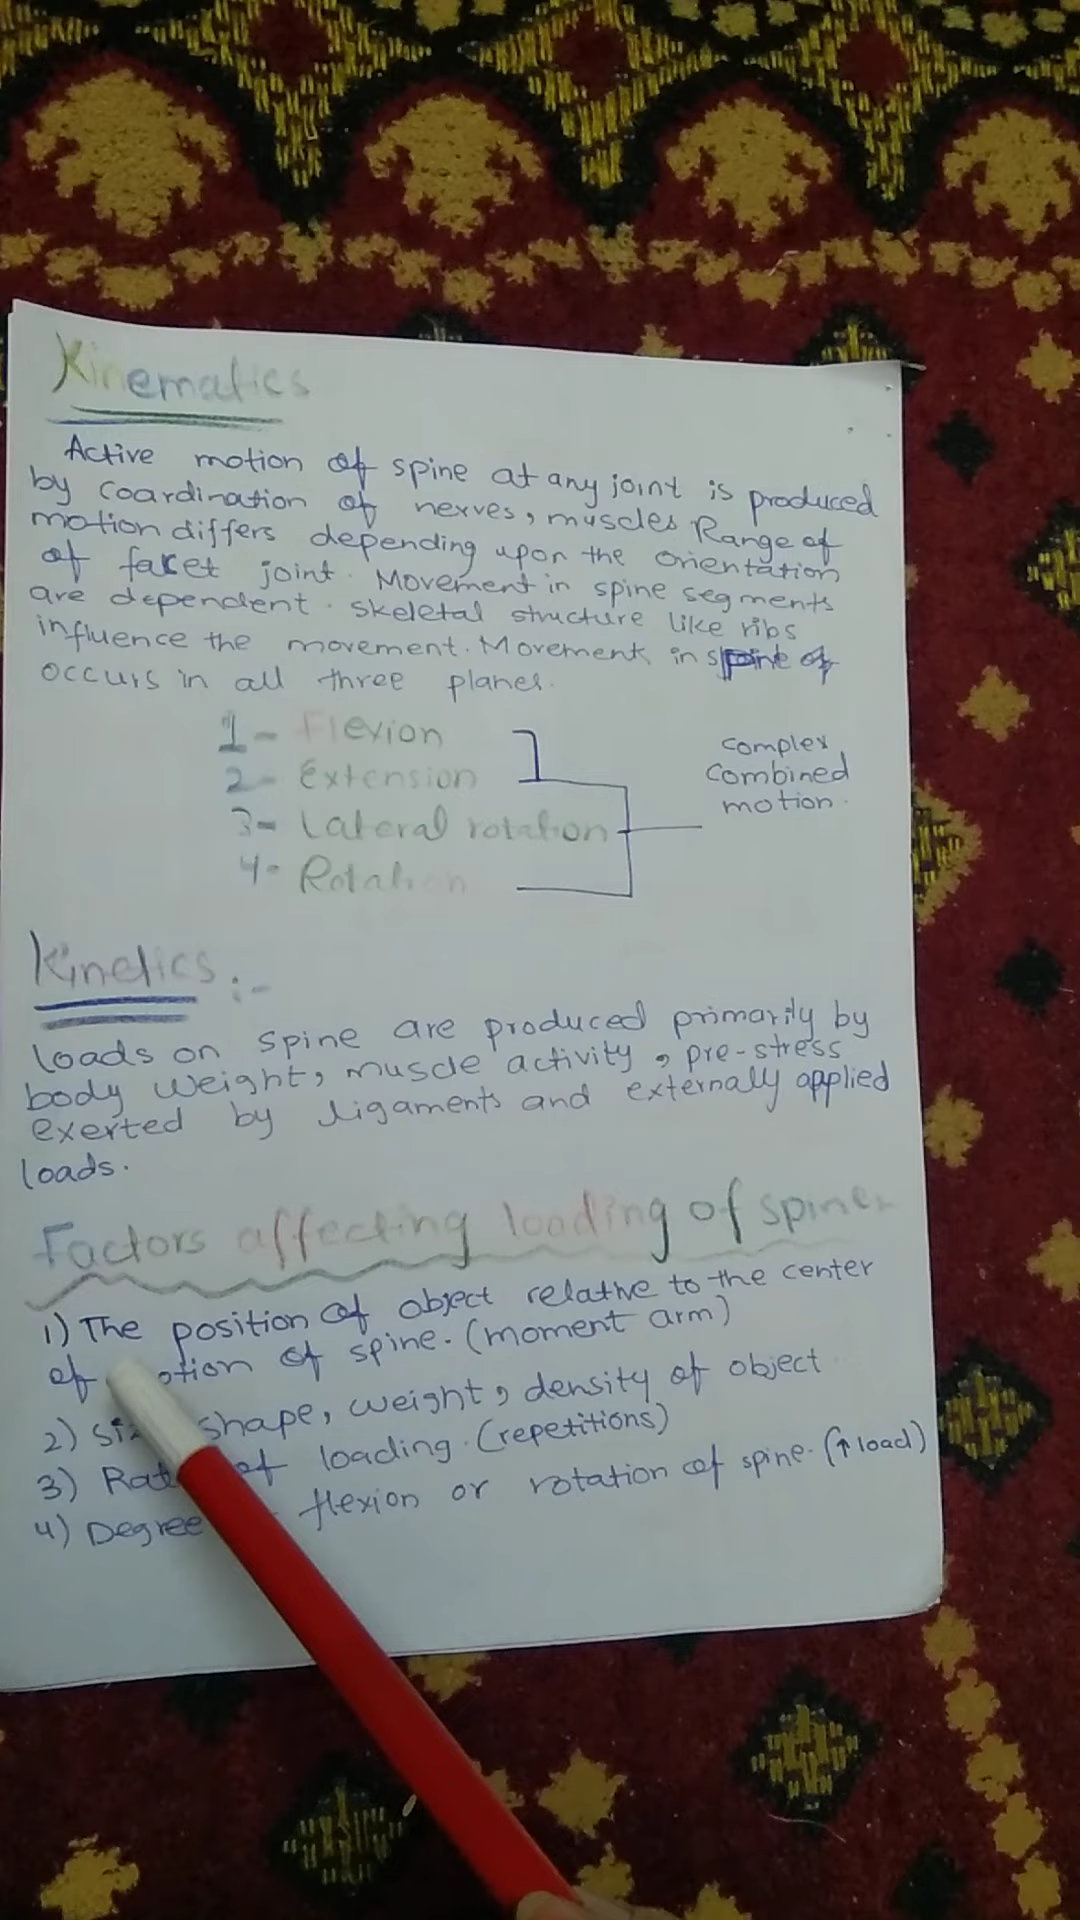 Kinematics
Active motion of spine at any joint is produced
by coardination of nerves, muscles Range of
motion differs depending upon the orientation
of facet joint. Movement in spine segments
are dependent. skeletal structure like ribs
influence the movement. Movement in spine of
occurs in all three planes.
1- Flexion
2- Extension
3- Lateral rotation
4- Rotation
complex
combined
motion.
Kinetics:-
loads on spine are produced primarily by
body weight, muscle activity, pre-stress
exerted by ligaments and externally applied
loads.
Factors affecting loading of spine.
1) The position of object relative to the center
of otion of spine. (moment arm)
2) shape, weight, density of object
3) of loading. (repetitions)
4) Degree flexion or rotation of spine. (↑ load)